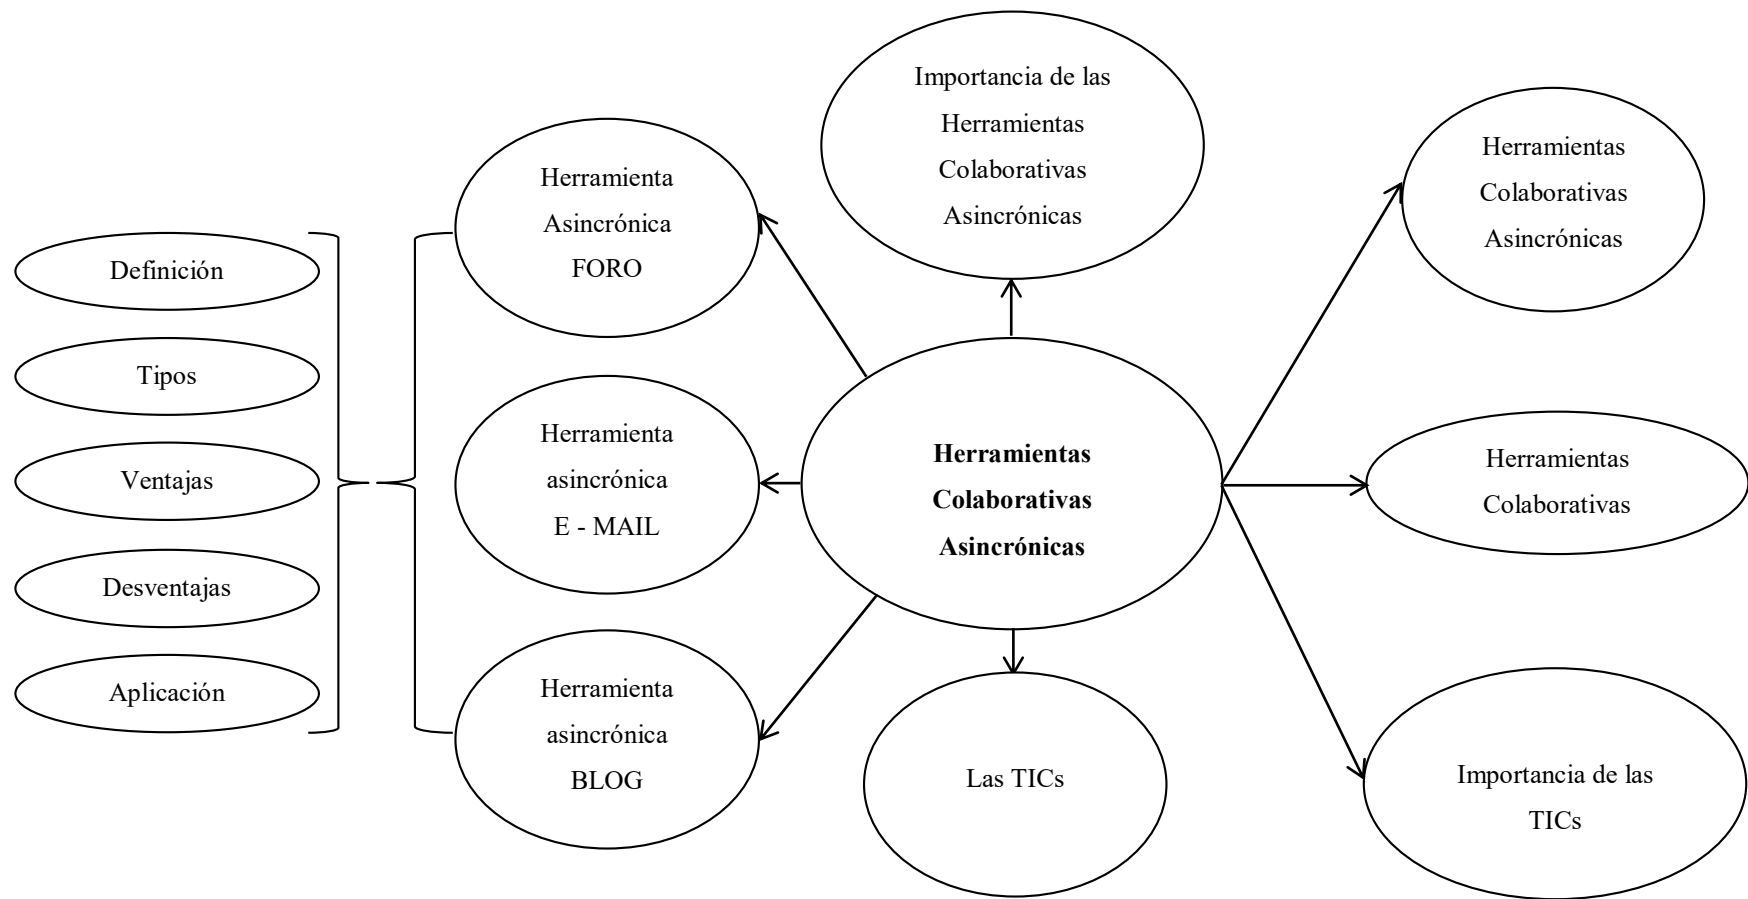 Importancia de las
Herramientas
Colaborativas
Asincrónicas
Herramientas
Colaborativas
Asincrónicas
Herramienta
Asincrónica
FORO
Definición
Tipos
Ventajas
Desventajas
Aplicación
Herramienta
asincrónica
E - MAIL
Herramientas
Colaborativas
Asincrónicas
Herramientas
Colaborativas
Herramienta
asincrónica
BLOG
Las TICs
Importancia de las
TICs